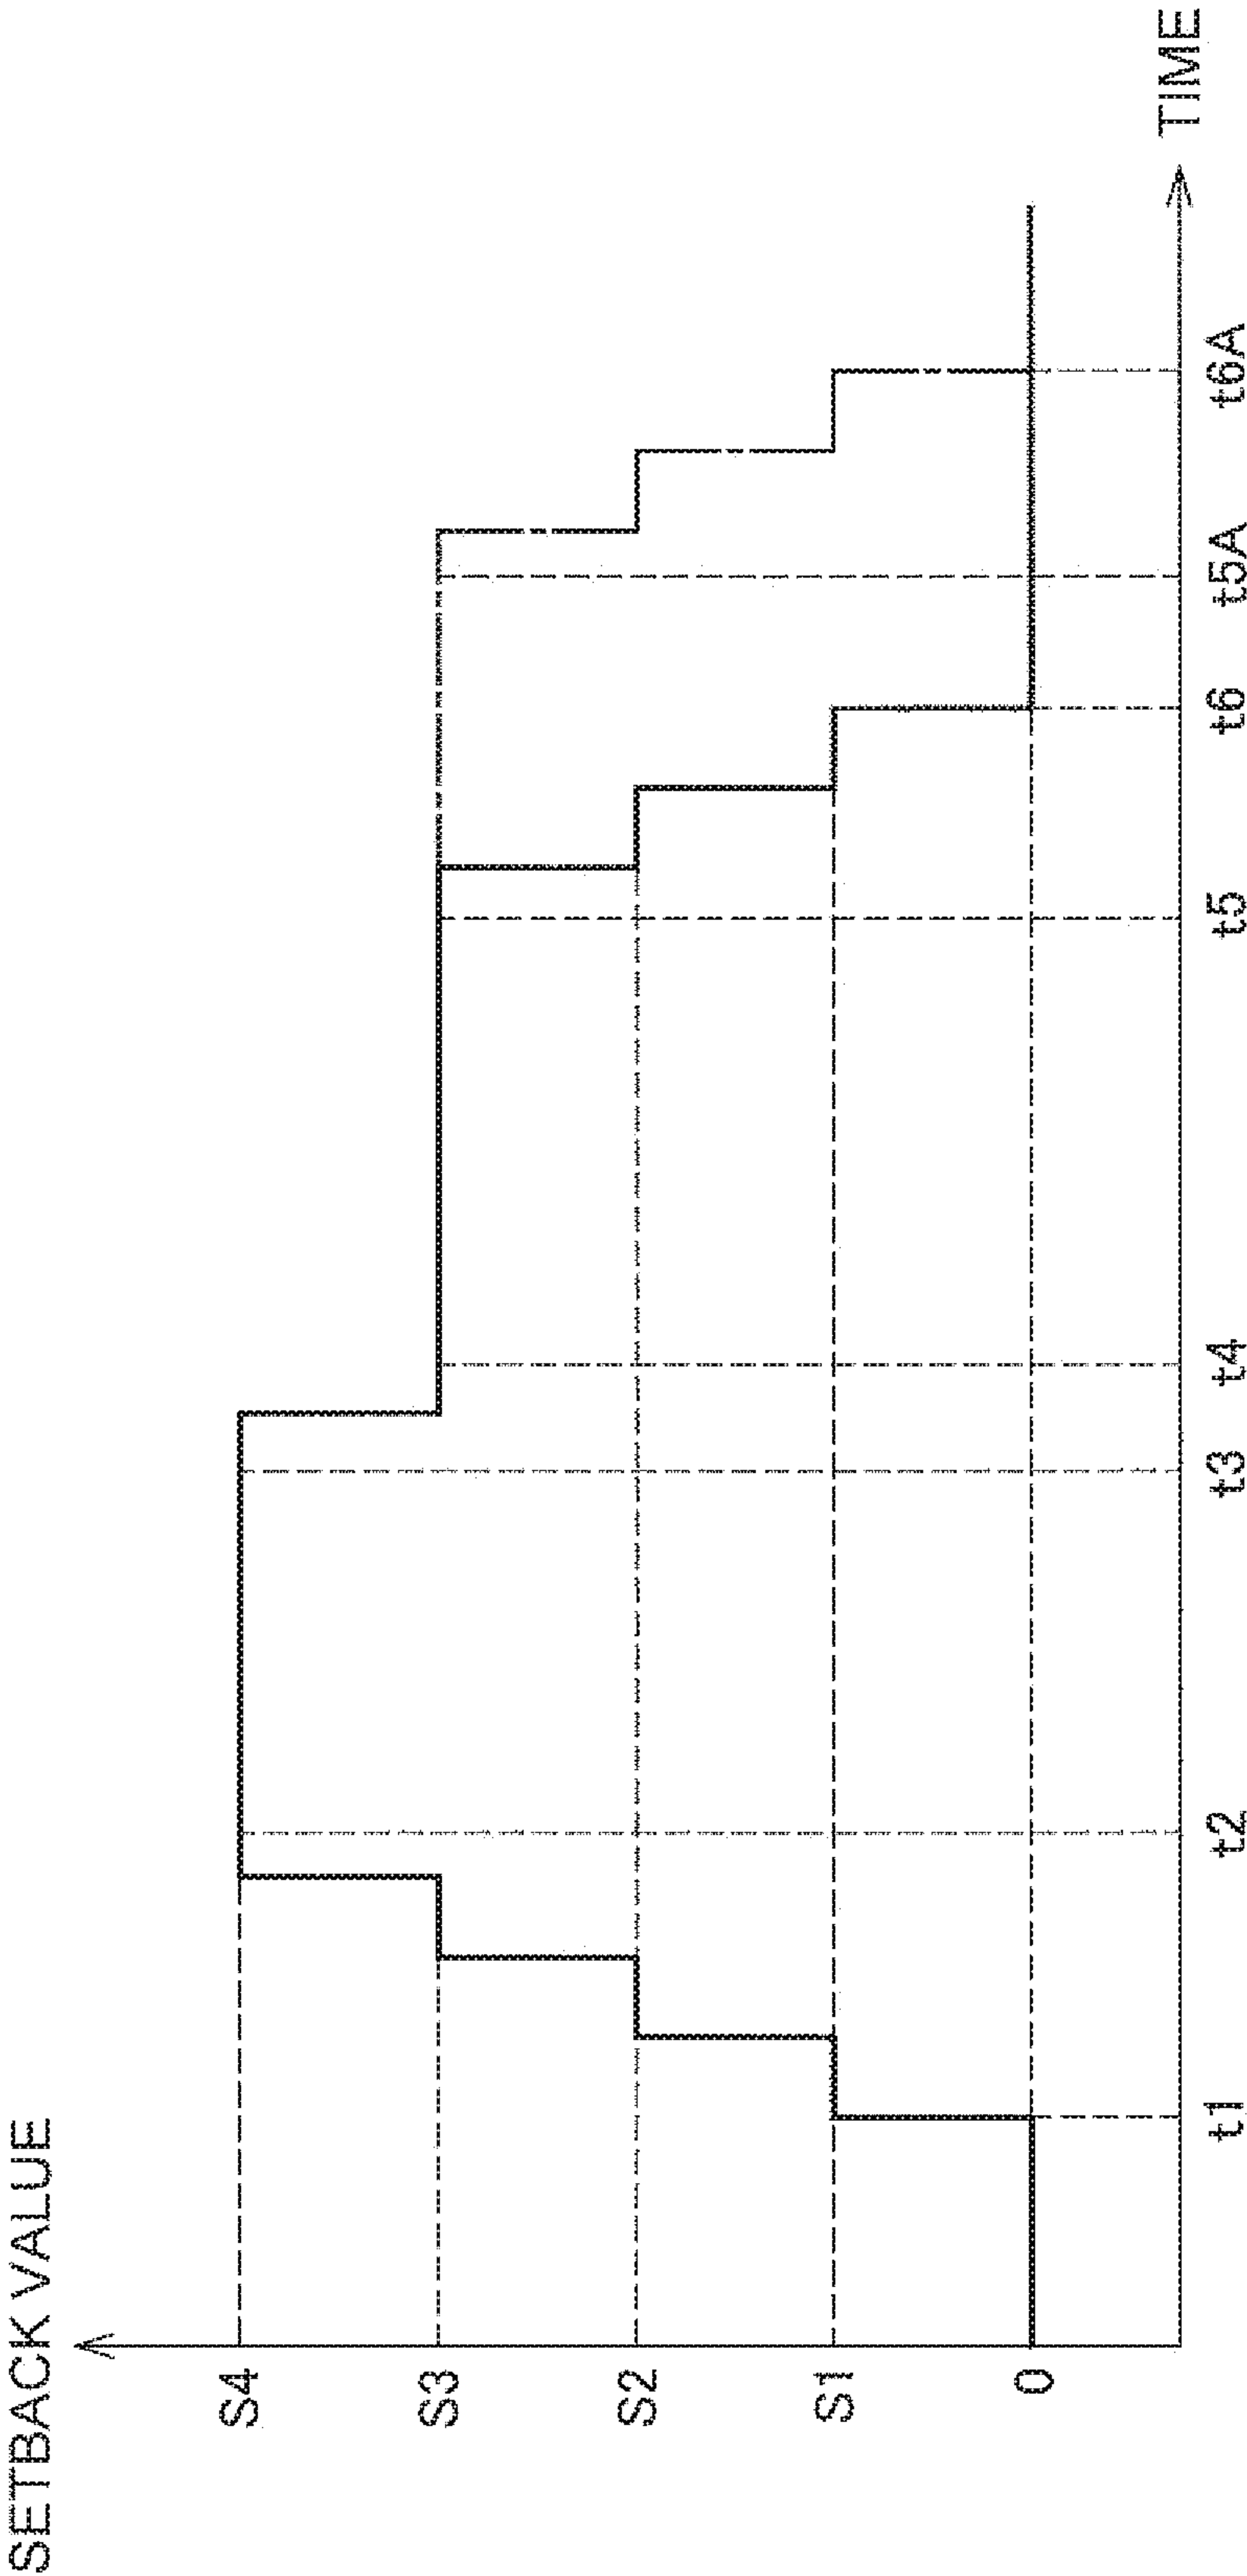 SETBACK VALUE
S4
S3
S2
S1
0
t1
t2
t3
t4
t5
t6
t5A
t6A
TIME